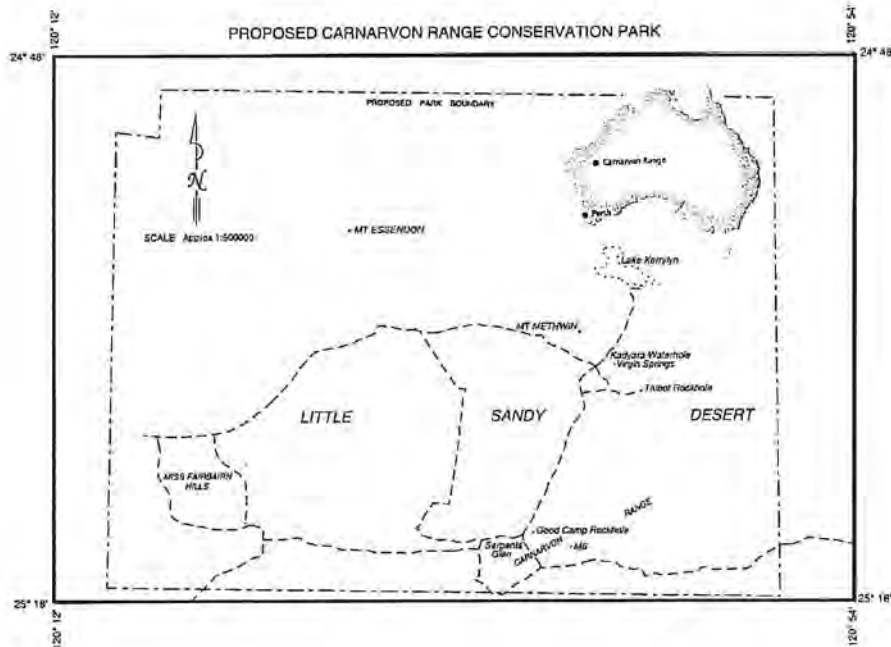 120° 12'
120° 54'
PROPOSED CARNARVON RANGE CONSERVATION PARK
24° 48'
24° 48'
PROPOSED PARK BOUNDARY
N
Carnarvon Range
Perth
SCALE Approx 1:500000
MT ESSENDON
Lake Kerrylyn
MT METHWIN
Kadyara Waterhole
Virgin Springs
Talbot Rockhole
LITTLE
SANDY
DESERT
MISS FAIRBAIRN
HILLS
Good Camp Rockhole
Serpents
Glen
CARNARVON RANGE
25° 16'
25° 16'
120° 12'
120° 54'